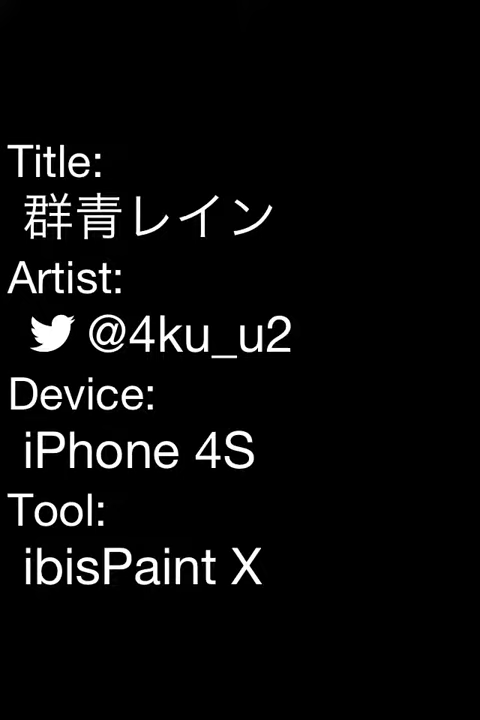 Title:
群青レイン
Artist:
@4ku_u2
Device:
iPhone 4S
Tool:
ibisPaint X